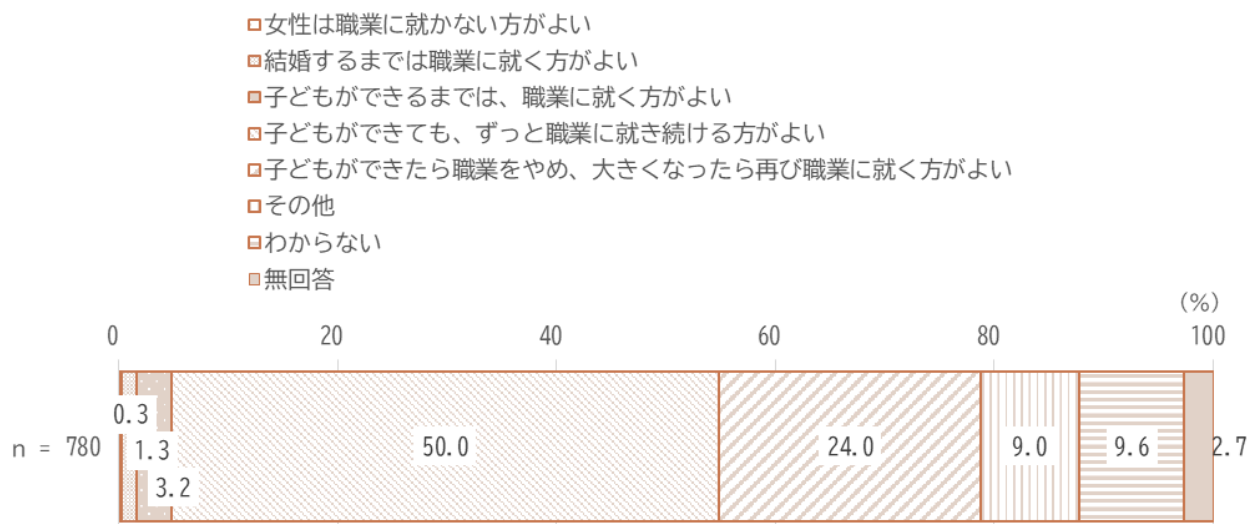 女性は職業に就かない方がよい
結婚するまでは職業に就く方がよい
子どもができるまでは、職業に就く方がよい
子どもができても、ずっと職業に就き続ける方がよい
子どもができたら職業をやめ、大きくなったら再び職業に就く方がよい
その他
わからない
無回答
(%)
0 20 40 60 80 100
n = 780 0.3 1.3 3.2 50.0 24.0 9.0 9.6 2.7